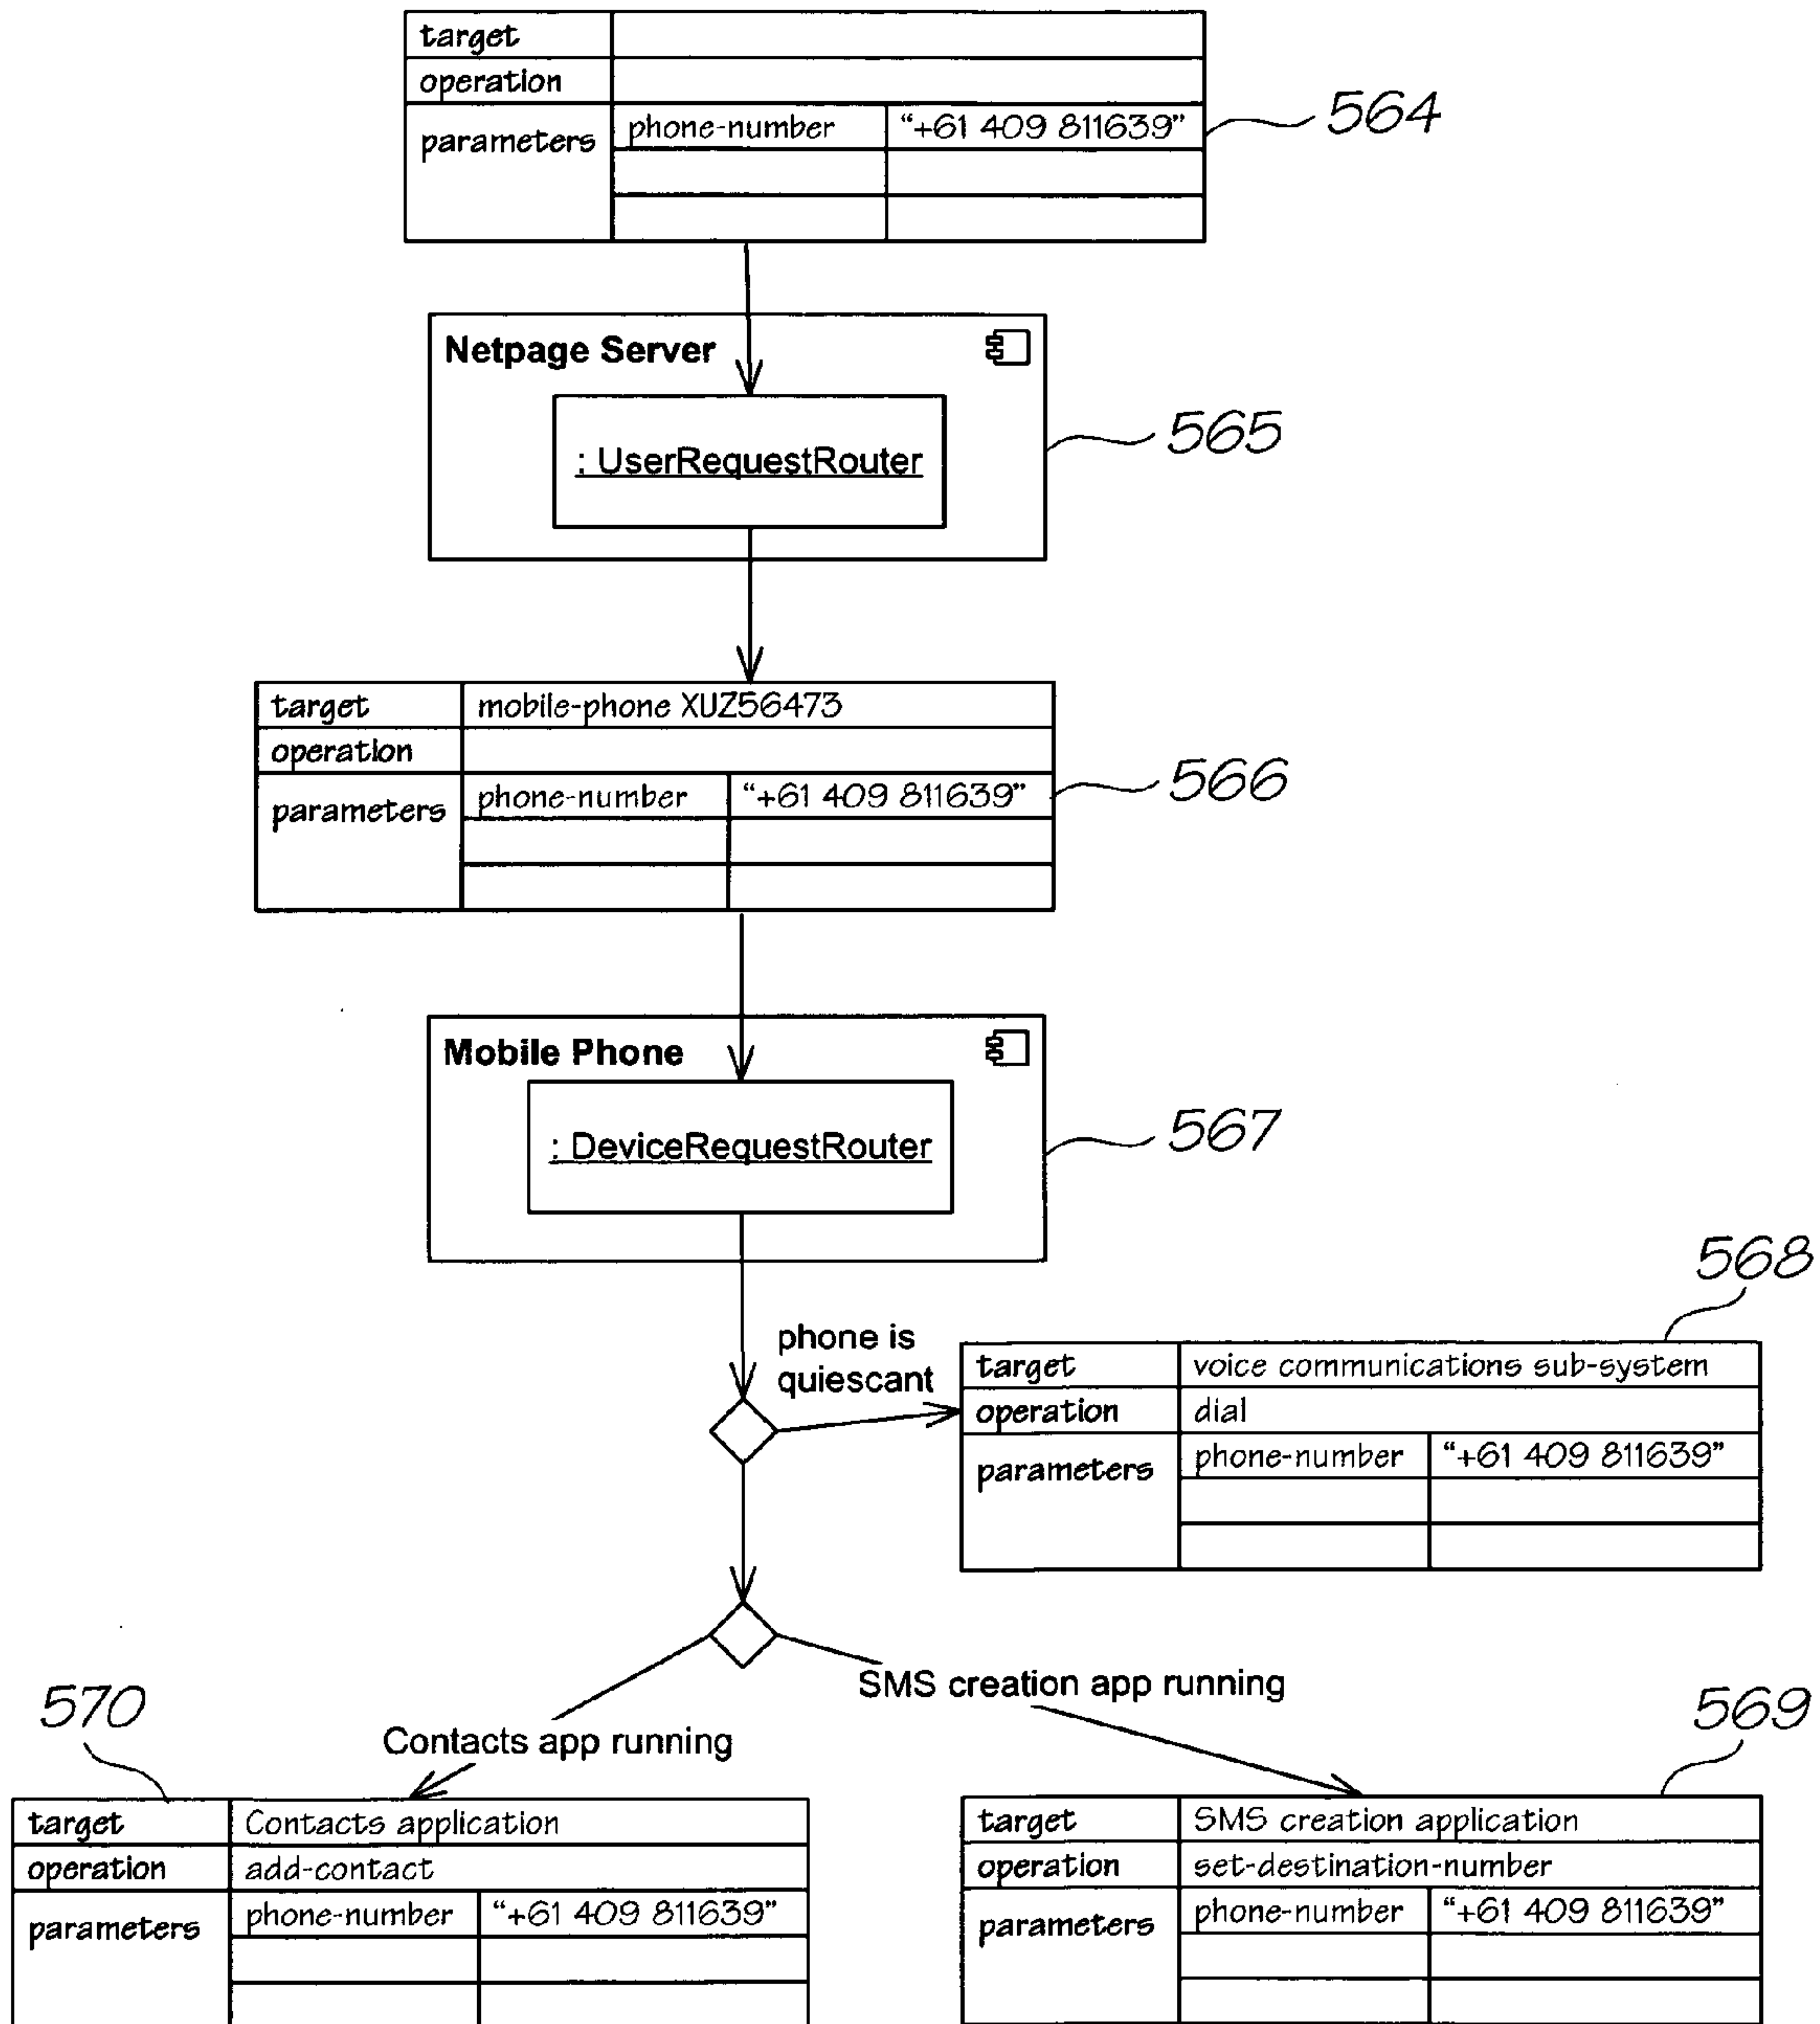 target
operation
parameters phone-number "+61 409 811639"
564
Netpage Server
: UserRequestRouter
565
target mobile-phone XUZ56473
operation
parameters phone-number "+61 409 811639"
566
Mobile Phone
: DeviceRequestRouter
567
568
phone is
quiescant
target voice communications sub-system
operation dial
parameters phone-number "+61 409 811639"
SMS creation app running
Contacts app running
570
target Contacts application
operation add-contact
parameters phone-number "+61 409 811639"
569
target SMS creation application
operation set-destination-number
parameters phone-number "+61 409 811639"